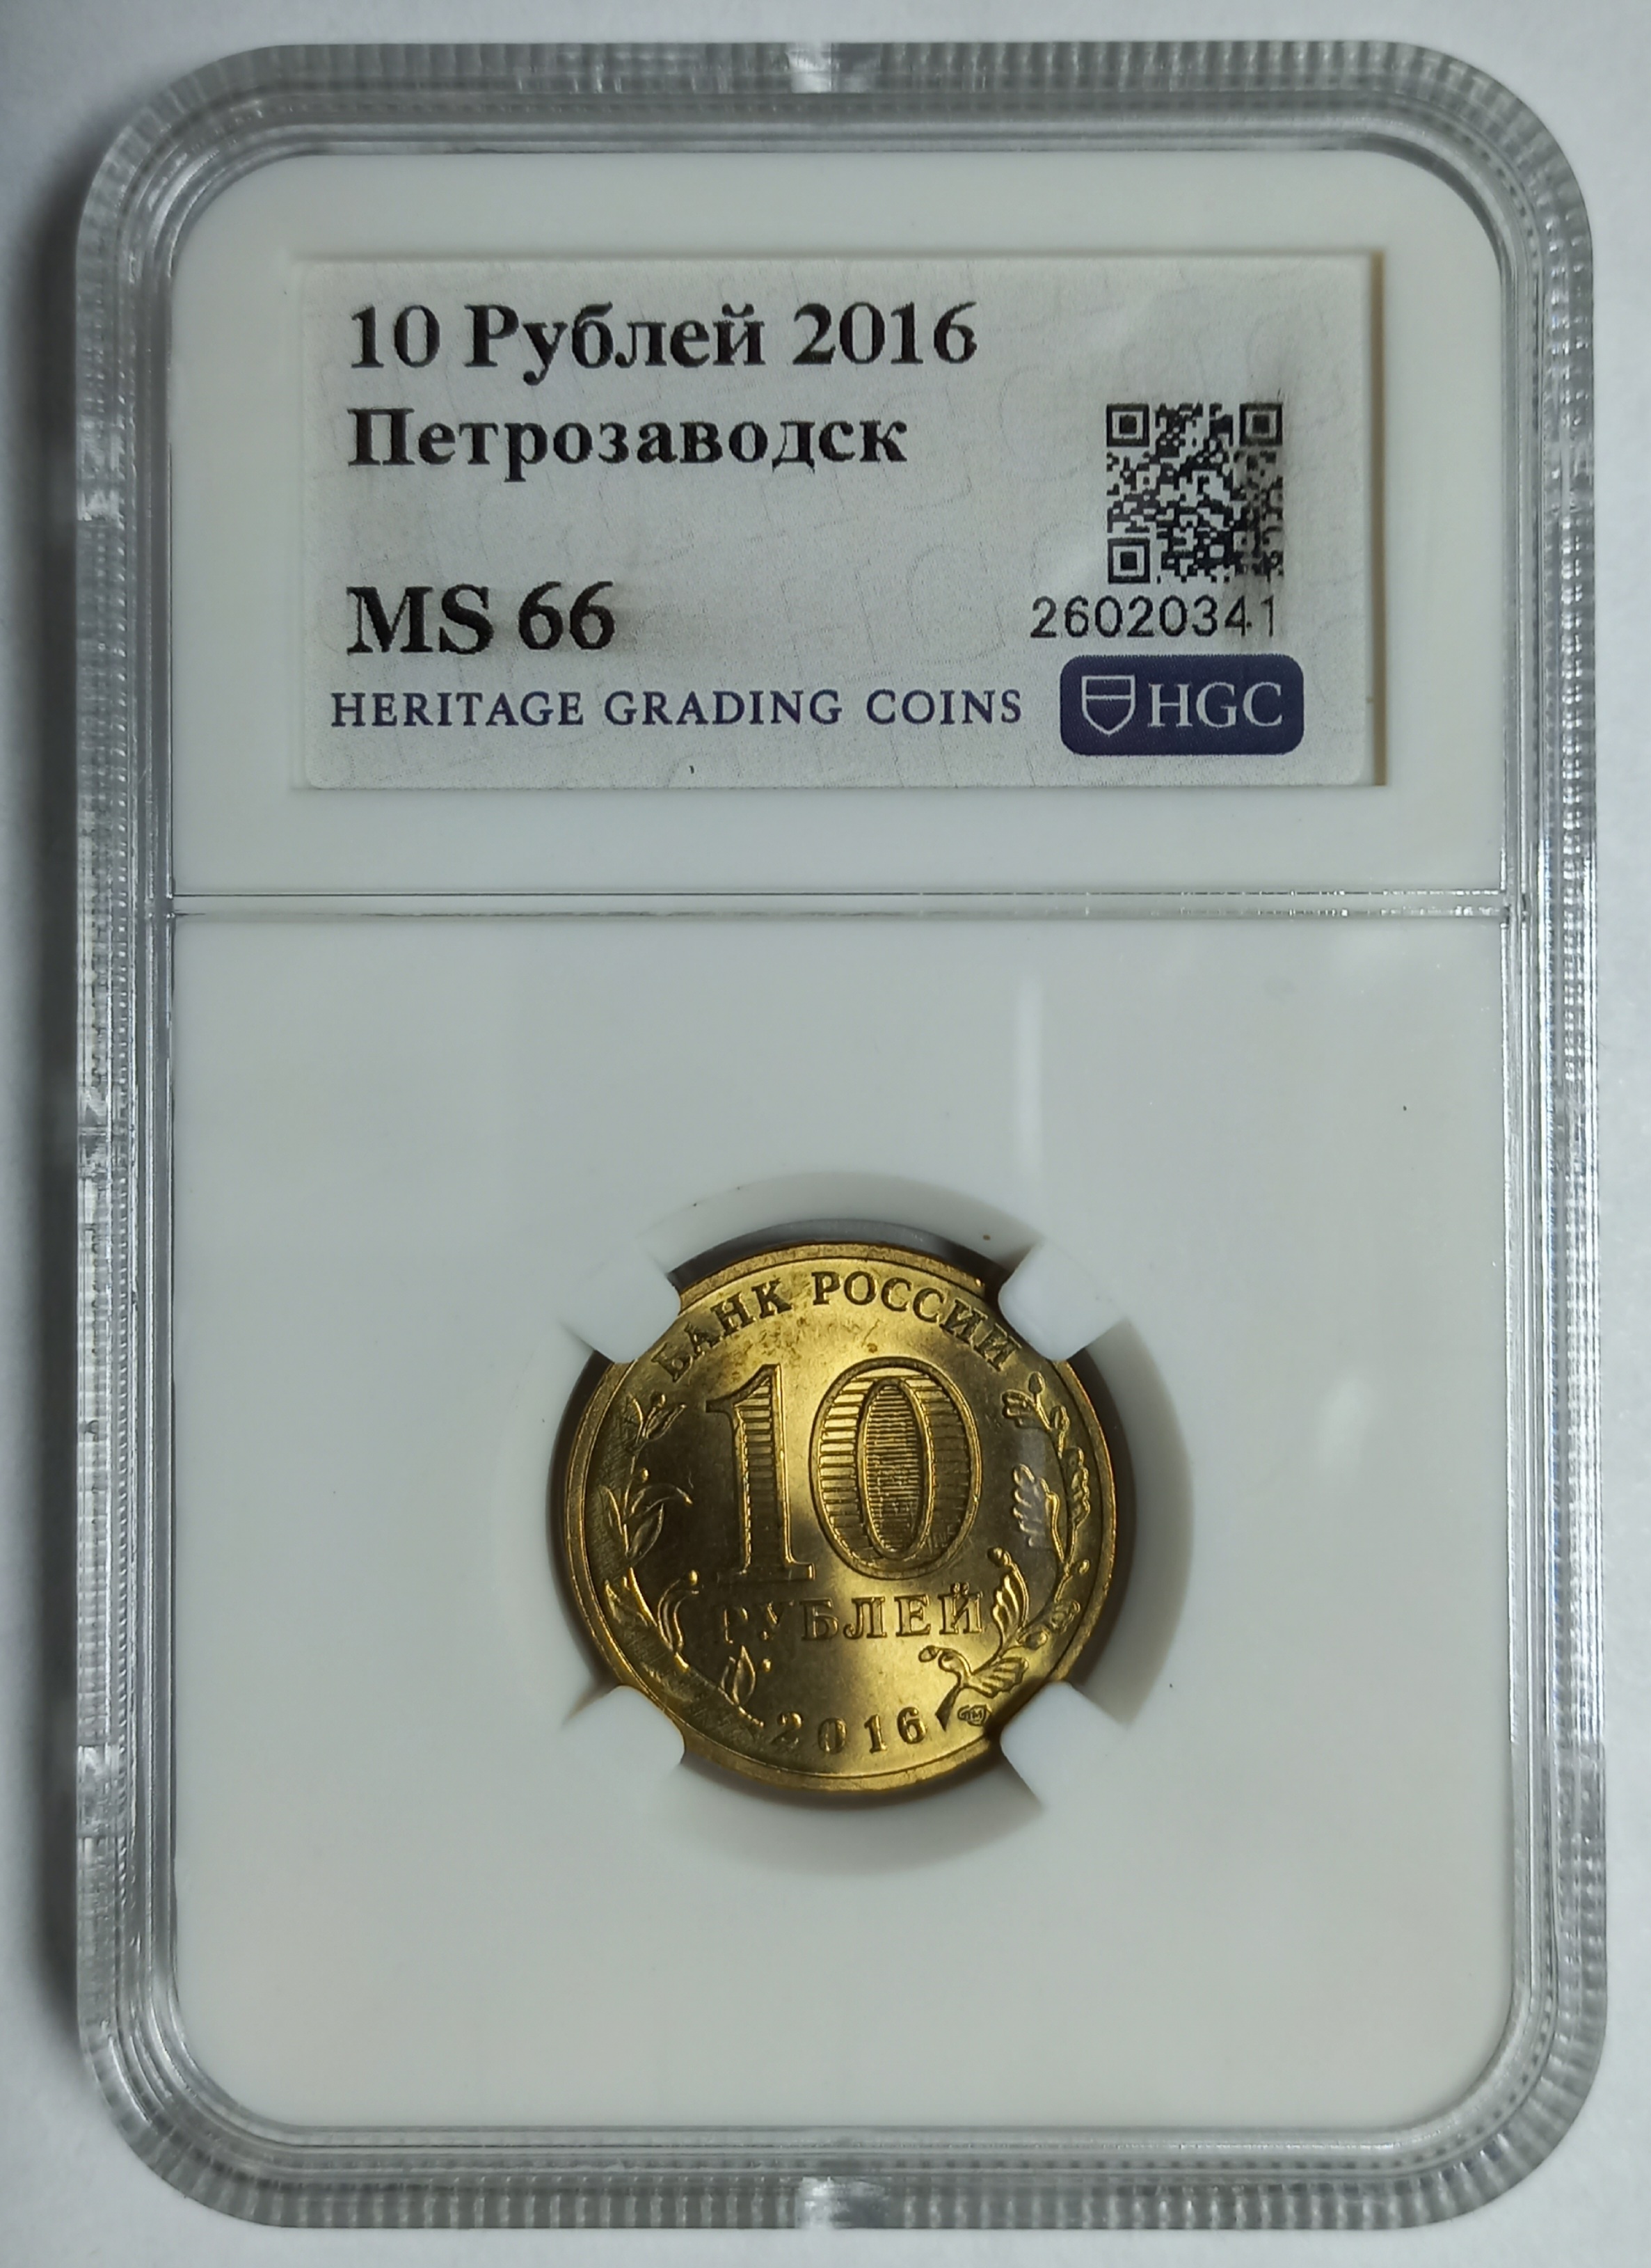 10 Рублей 2016
Петрозаводск
MS 66
26020341
HERITAGE GRADING COINS
HGC
БАНК РОССИИ
10
РУБЛЕЙ
2016